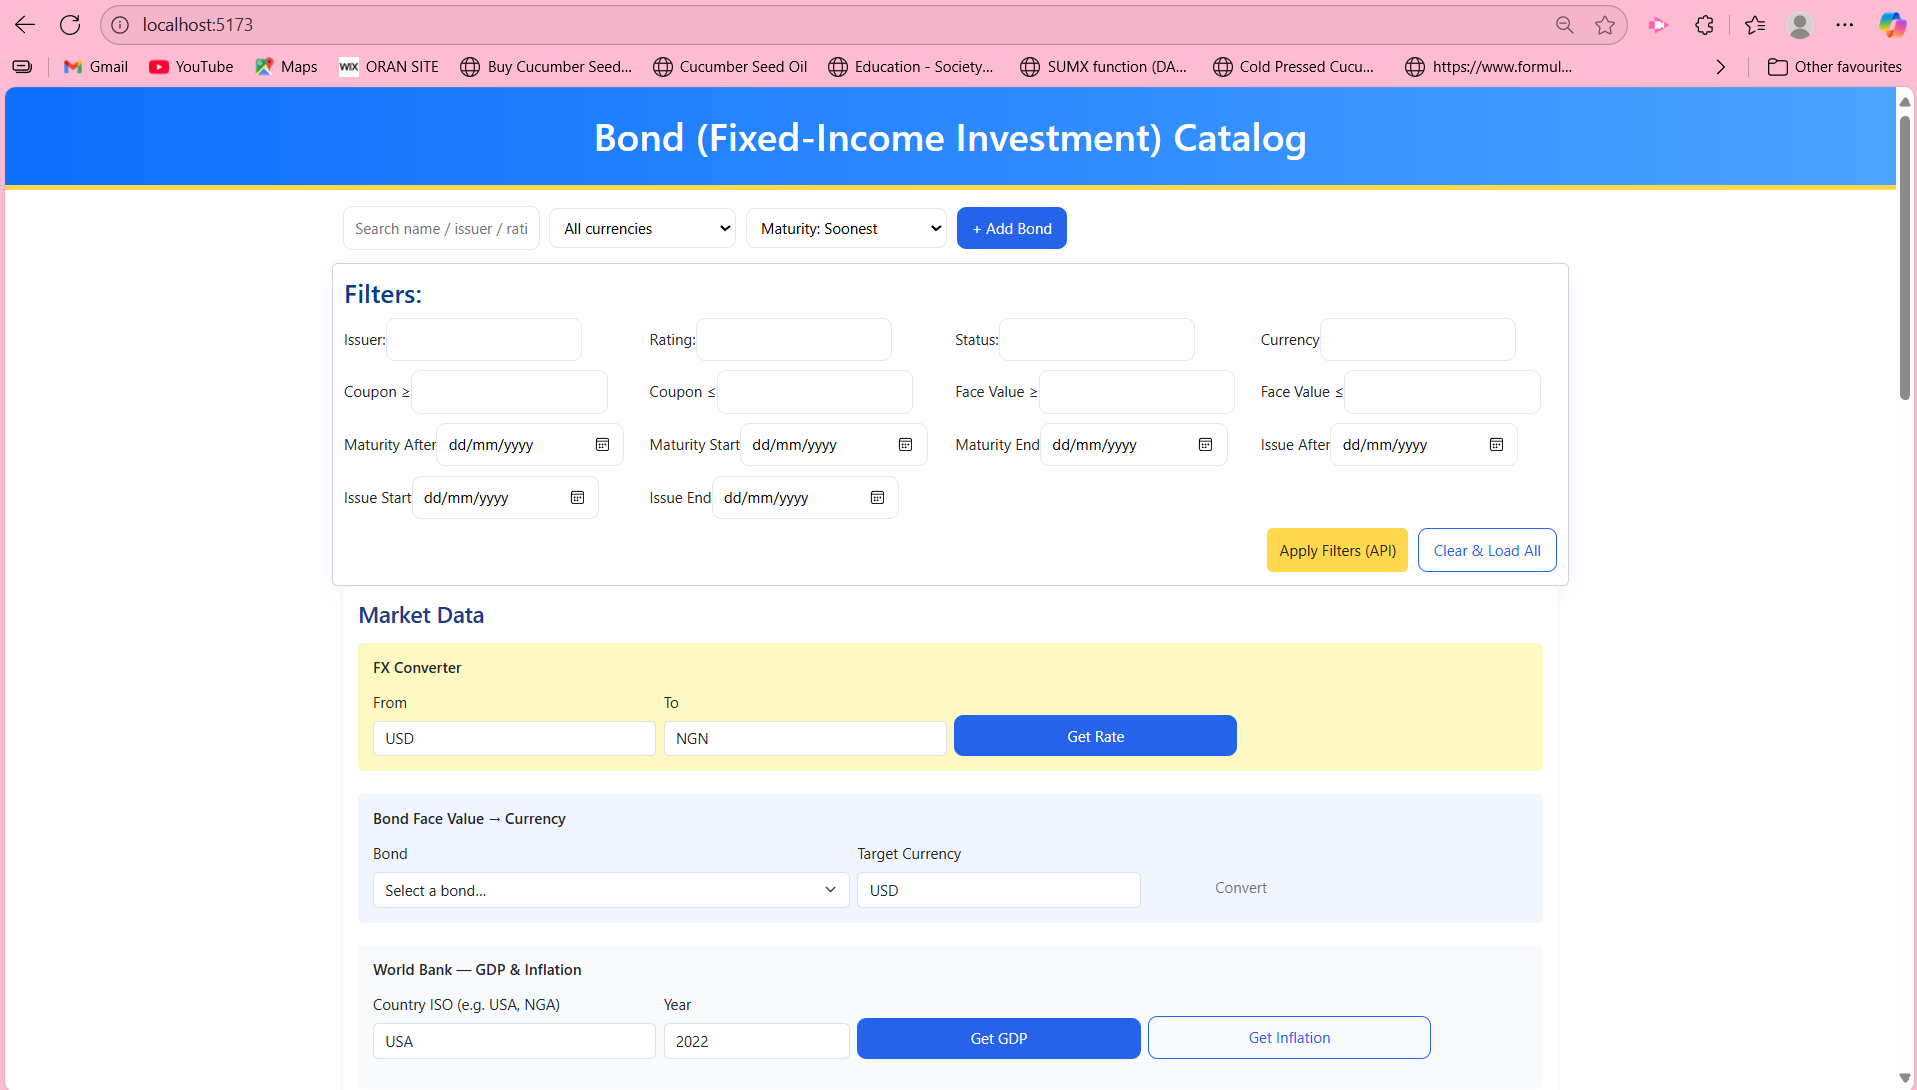 localhost:5173
Gmail YouTube Maps WIX ORAN SITE Buy Cucumber Seed... Cucumber Seed Oil Education - Society... SUMX function (DA... Cold Pressed Cucu... https://www.formul... Other favourites
Bond (Fixed-Income Investment) Catalog
Search name / issuer / rati All currencies Maturity: Soonest + Add Bond
Filters:
Issuer: Rating: Status: Currency
Coupon ≥ Coupon ≤ Face Value ≥ Face Value ≤
Maturity After dd/mm/yyyy Maturity Start dd/mm/yyyy Maturity End dd/mm/yyyy Issue After dd/mm/yyyy
Issue Start dd/mm/yyyy Issue End dd/mm/yyyy
Apply Filters (API) Clear & Load All
Market Data
FX Converter
From To
USD NGN Get Rate
Bond Face Value → Currency
Bond Target Currency
Select a bond... USD Convert
World Bank — GDP & Inflation
Country ISO (e.g. USA, NGA) Year
USA 2022 Get GDP Get Inflation